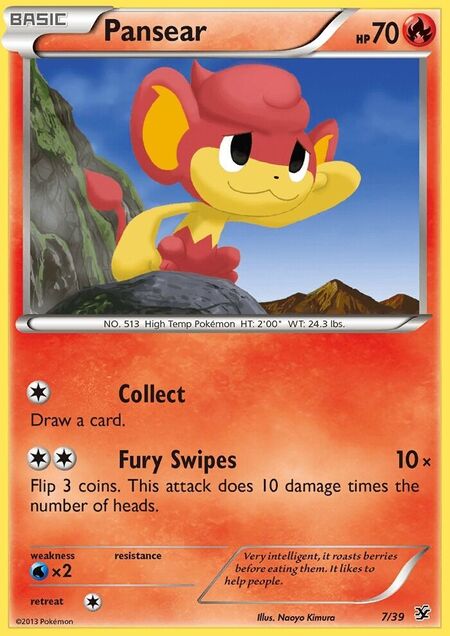 BASIC Pansear HP70
NO. 513 High Temp Pokémon HT: 2'00" WT: 24.3 lbs.
Collect
Draw a card.
Fury Swipes 10×
Flip 3 coins. This attack does 10 damage times the
number of heads.
weakness resistance
×2
retreat
Very intelligent, it roasts berries
before eating them. It likes to
help people.
©2013 Pokémon Illus. Naoyo Kimura 7/39